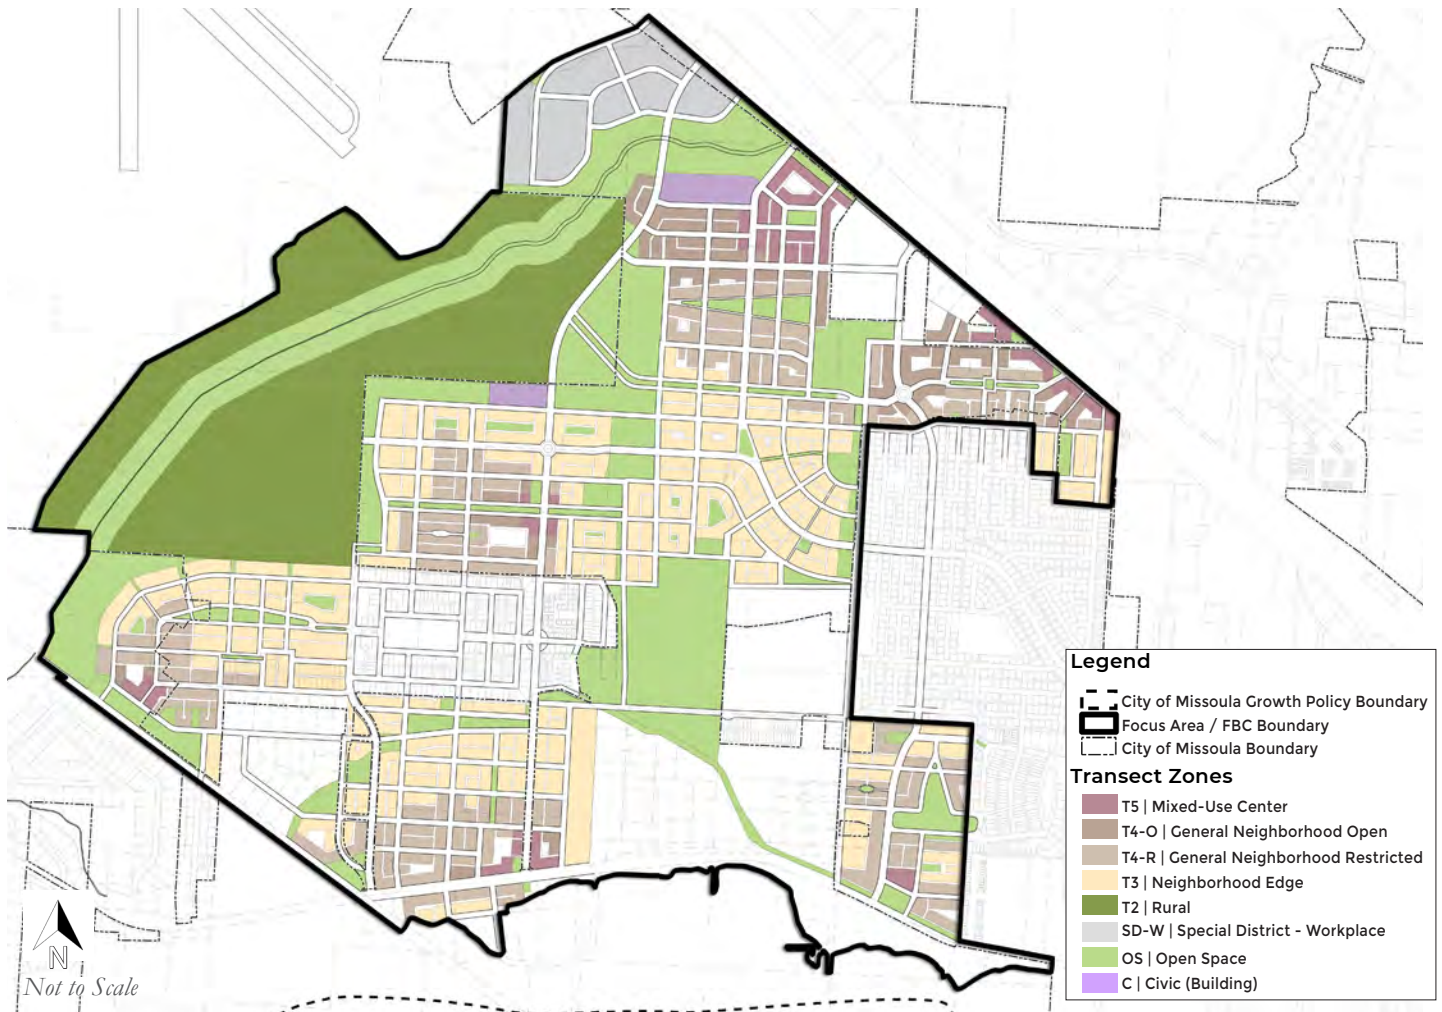 Legend
City of Missoula Growth Policy Boundary
Focus Area / FBC Boundary
City of Missoula Boundary
Transect Zones
T5 | Mixed-Use Center
T4-O | General Neighborhood Open
T4-R | General Neighborhood Restricted
T3 | Neighborhood Edge
T2 | Rural
SD-W | Special District - Workplace
OS | Open Space
C | Civic (Building)
N
Not to Scale